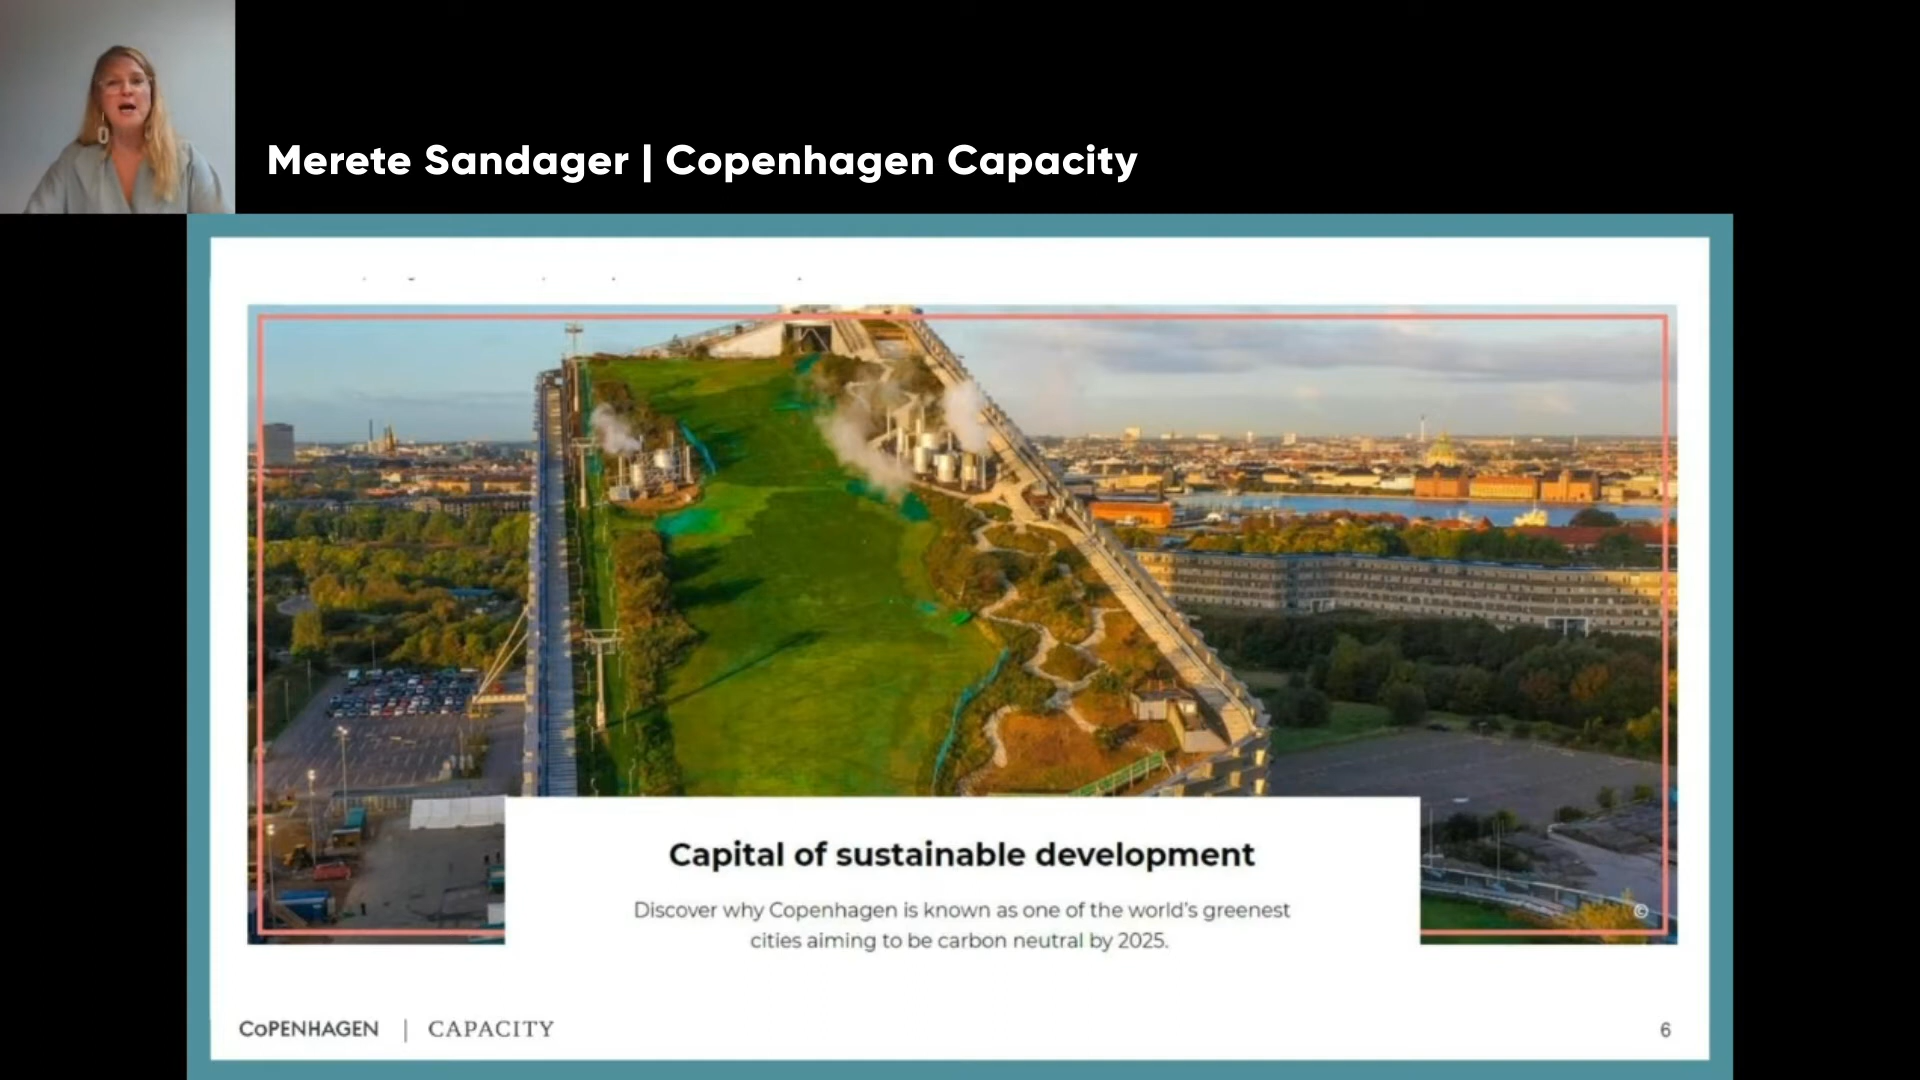 Merete Sandager | Copenhagen Capacity
©
Capital of sustainable development
Discover why Copenhagen is known as one of the world's greenest
cities aiming to be carbon neutral by 2025.
COPENHAGEN | CAPACITY
6